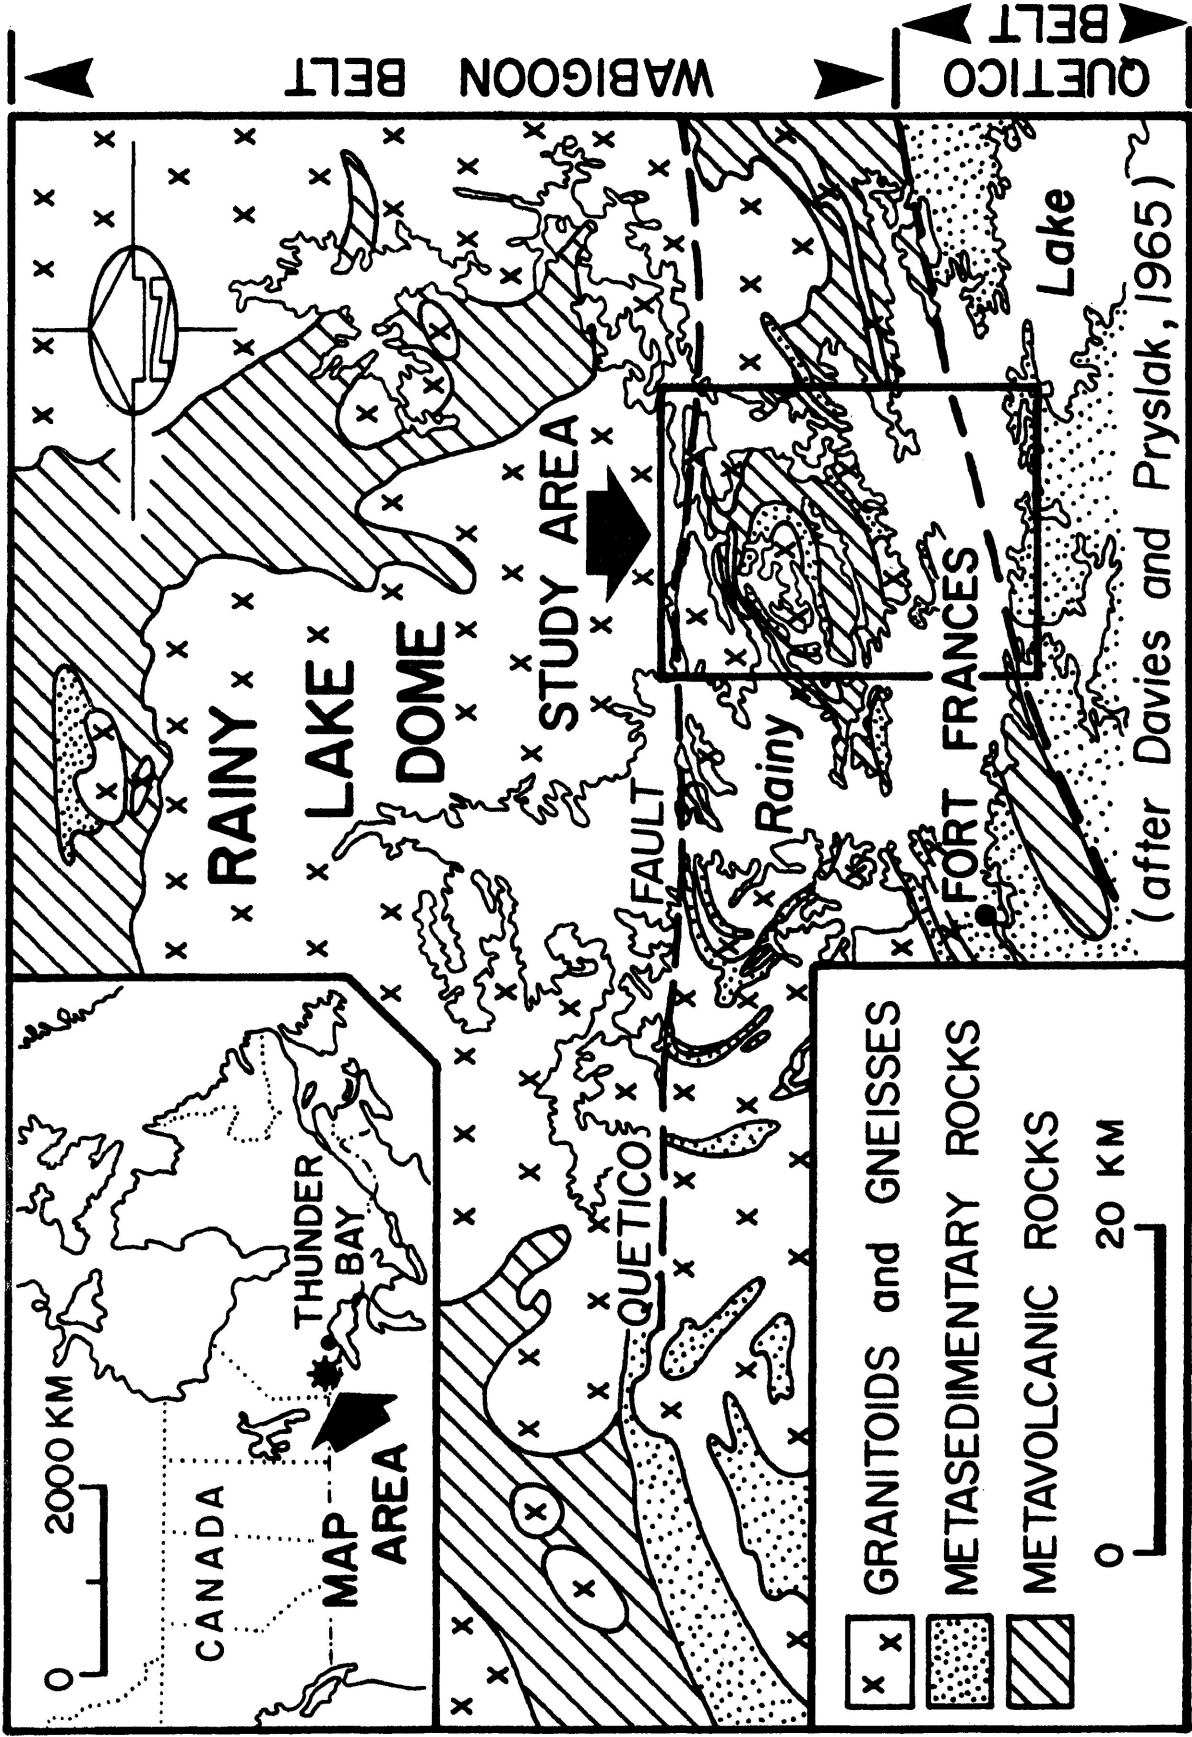 0 2000 KM
CANADA
THUNDER
BAY
MAP
AREA
RAINY
LAKE
DOME
STUDY AREA
QUETICO FAULT
Rainy
Lake
FORT FRANCES
N
WABIGOON BELT
QUETICO
BELT
GRANITOIDS and GNEISSES
METASEDIMENTARY ROCKS
METAVOLCANIC ROCKS
0 20 KM
(after Davies and Pryslak, 1965)